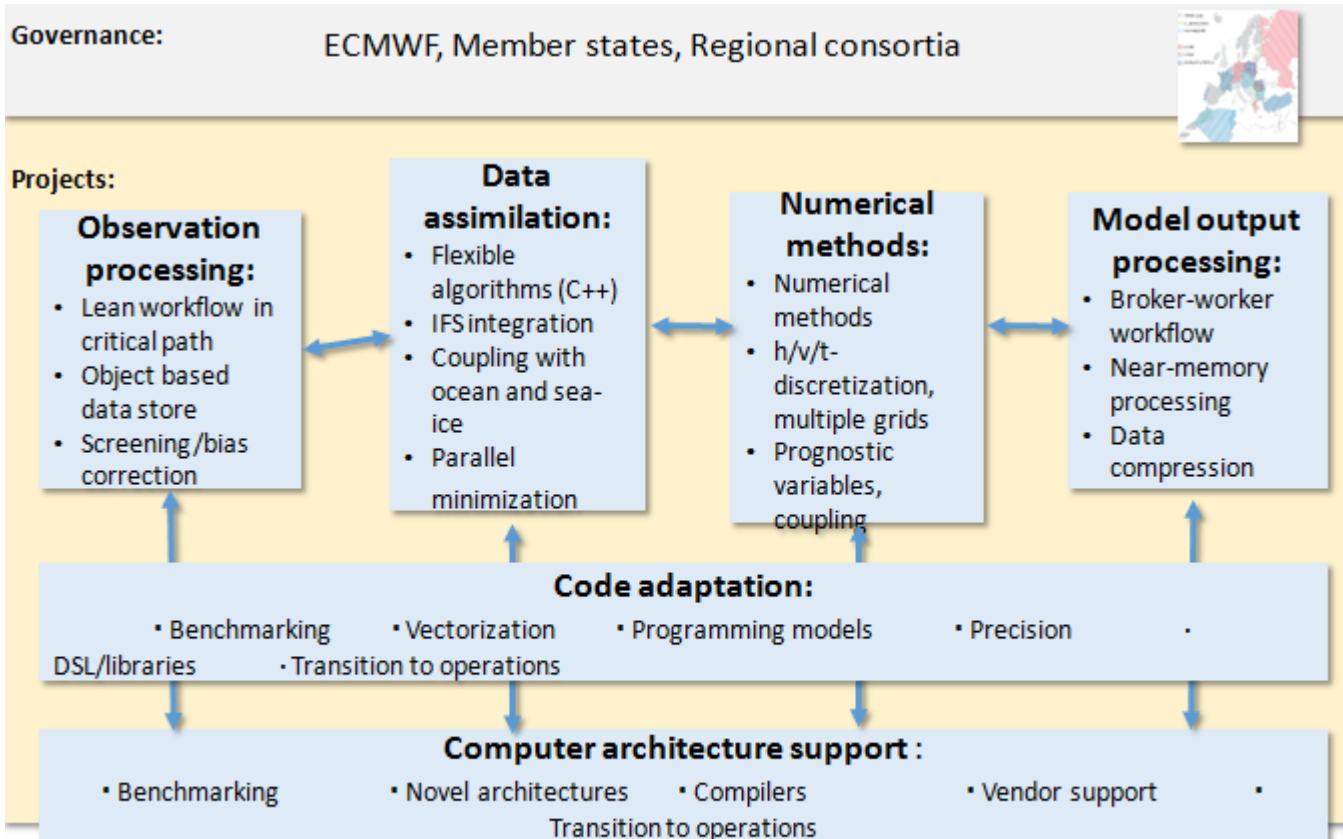 Governance:
ECMWF, Member states, Regional consortia
Projects:
Observation
processing:
• Lean workflow in
critical path
• Object based
data store
• Screening/bias
correction
Data
assimilation:
• Flexible
algorithms (C++)
• IFS integration
• Coupling with
ocean and sea-
ice
• Parallel
minimization
Numerical
methods:
• Numerical
methods
• h/v/t-
discretization,
multiple grids
• Prognostic
variables,
coupling
Model output
processing:
• Broker-worker
workflow
• Near-memory
processing
• Data
compression
Code adaptation:
• Benchmarking • Vectorization • Programming models • Precision •
DSL/libraries • Transition to operations
Computer architecture support :
• Benchmarking • Novel architectures • Compilers • Vendor support •
Transition to operations